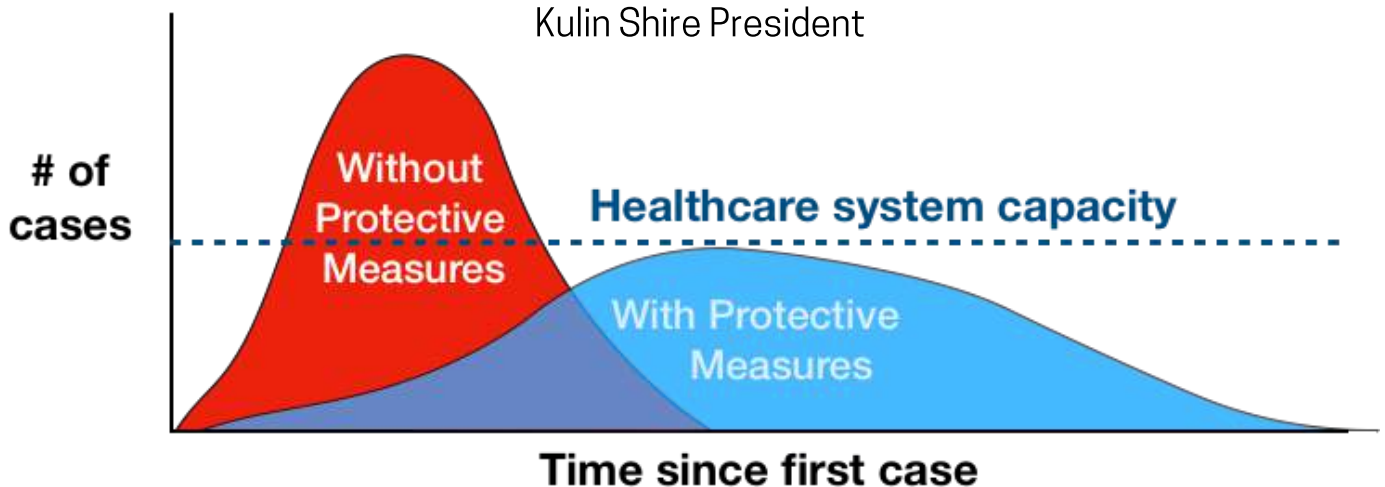 Kulin Shire President
# of
cases
Without
Protective
Measures
Healthcare system capacity
With Protective
Measures
Time since first case